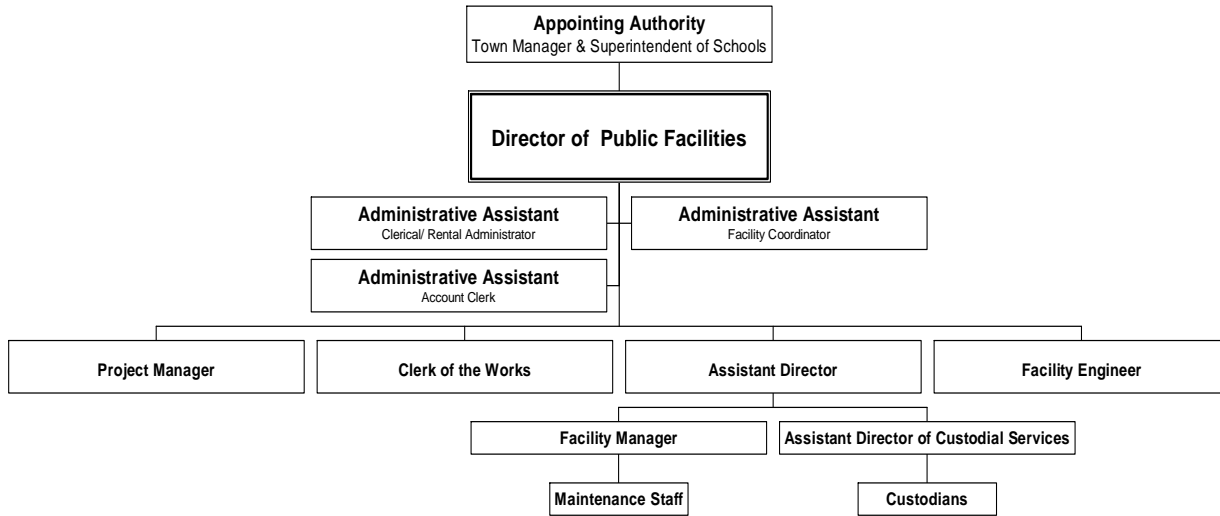 Appointing Authority
Town Manager & Superintendent of Schools
Director of Public Facilities
Administrative Assistant
Clerical/ Rental Administrator
Administrative Assistant
Facility Coordinator
Administrative Assistant
Account Clerk
Project Manager
Clerk of the Works
Assistant Director
Facility Engineer
Facility Manager
Assistant Director of Custodial Services
Maintenance Staff
Custodians